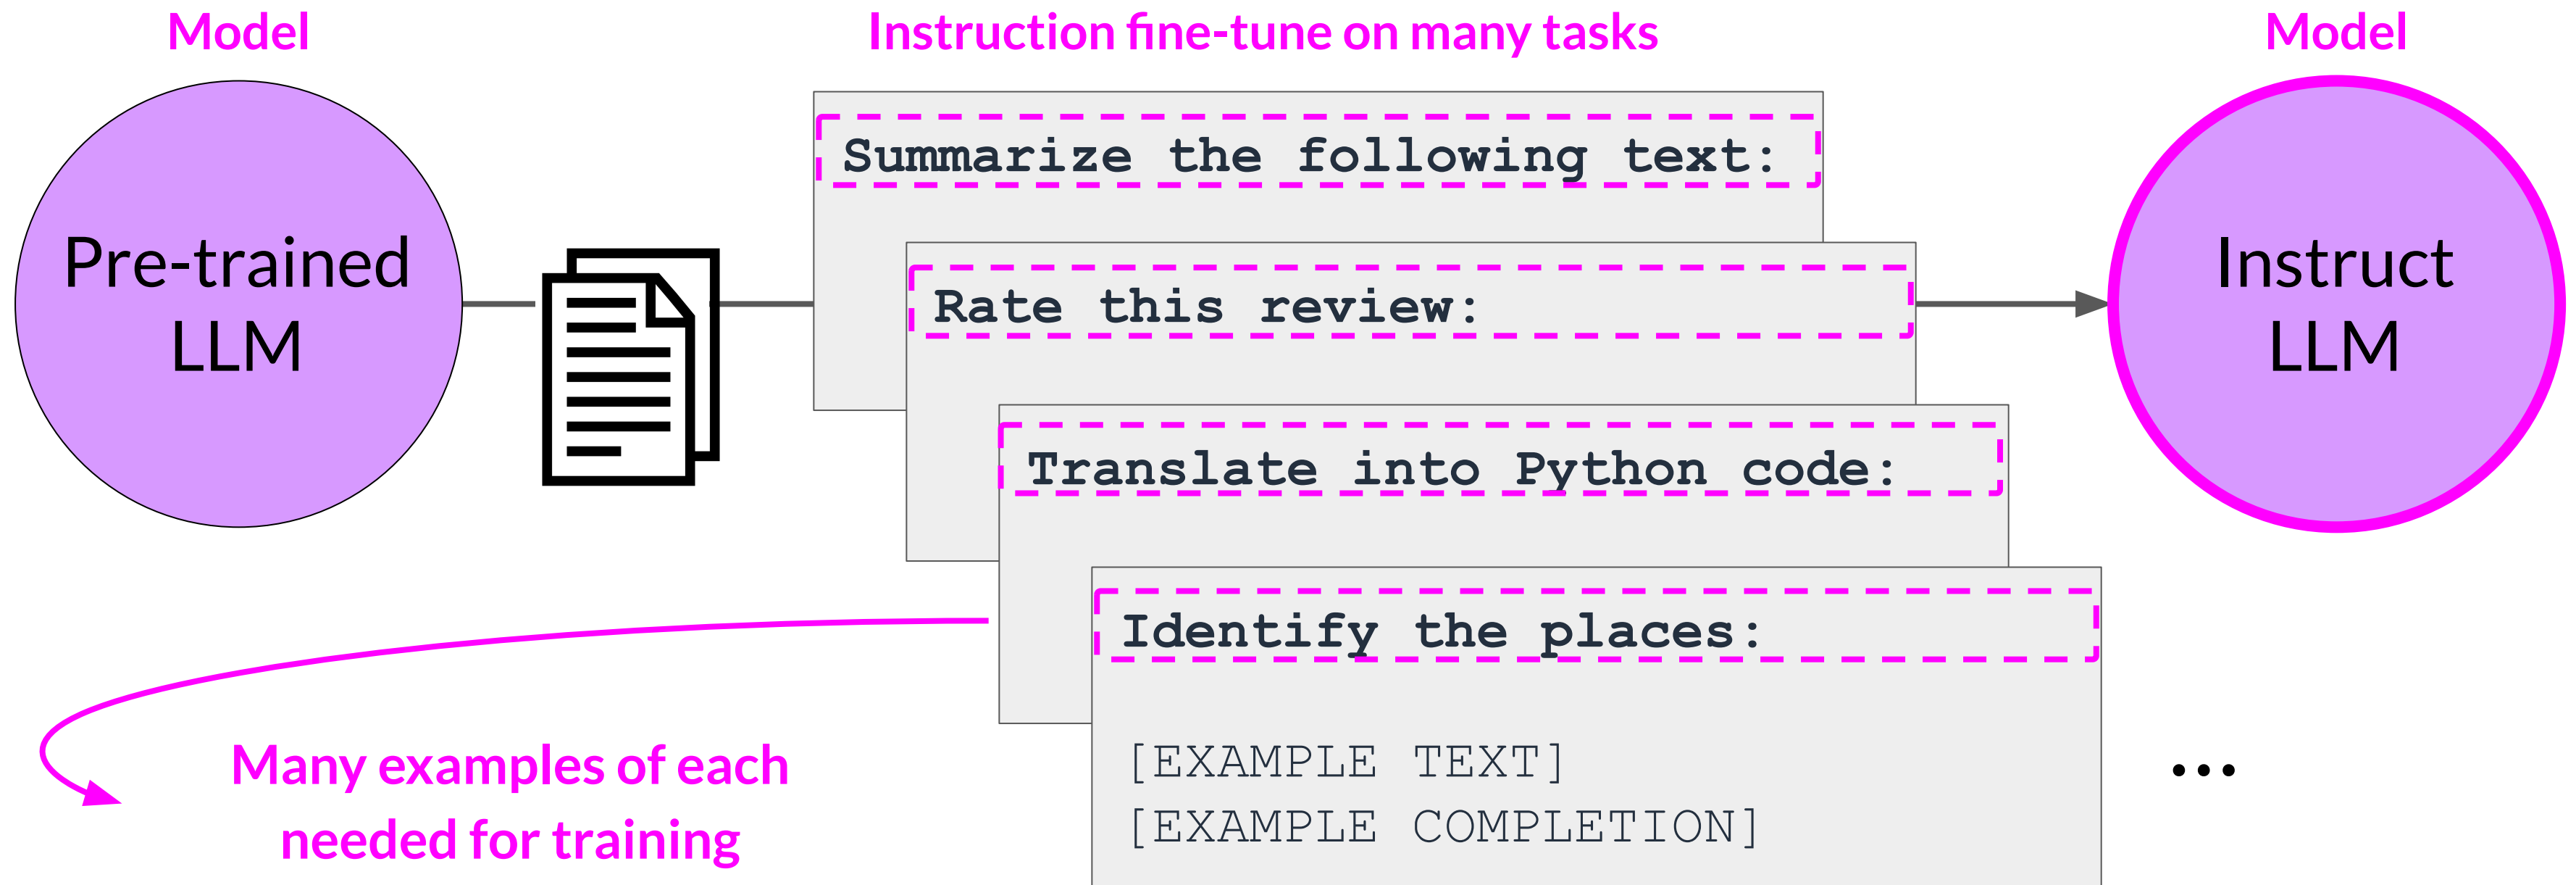 Model
Instruction fine-tune on many tasks
Model
Pre-trained
LLM
Summarize the following text:
Rate this review:
Translate into Python code:
Identify the places:
[EXAMPLE TEXT]
[EXAMPLE COMPLETION]
...
Instruct
LLM
Many examples of each
needed for training